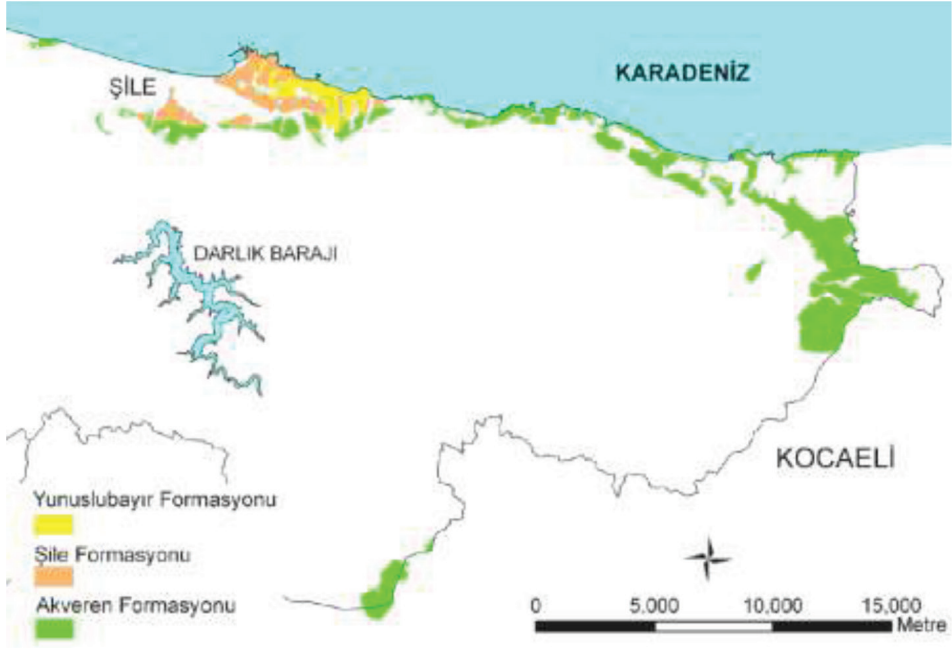 KARADENİZ
ŞİLE
DARLIK BARAJI
KOCAELİ
Yunuslubayır Formasyonu
Şile Formasyonu
Akveren Formasyonu
0 5,000 10,000 15,000
Metre